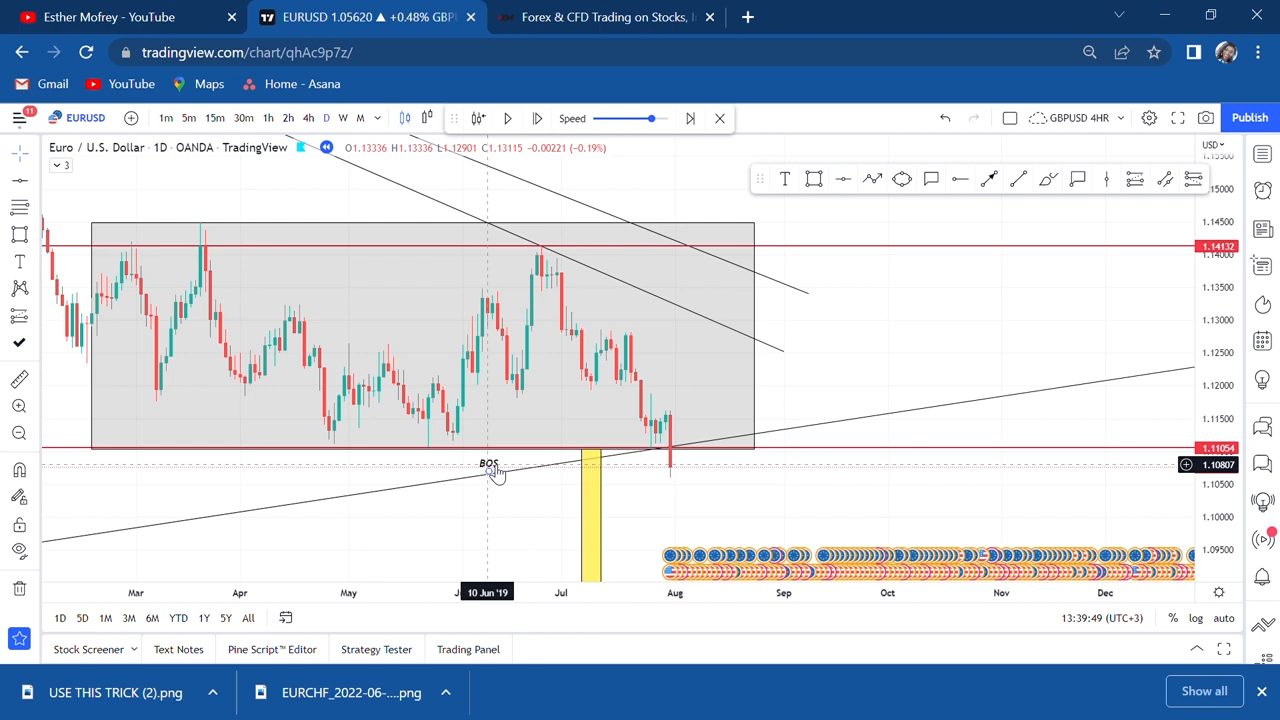 Esther Mofrey - YouTube
EURUSD 1.05620 ▲ +0.48% GBPU
Forex & CFD Trading on Stocks, I
tradingview.com/chart/qhAc9p7z/
Gmail YouTube Maps Home - Asana
11
EURUSD 1m 5m 15m 30m 1h 2h 4h D W M Speed GBPUSD 4HR Publish
Euro / U.S. Dollar · 1D · OANDA · TradingView O1.13336 H1.13336 L1.12901 C1.13115 −0.00221 (−0.19%)
USD
3
T
T
1.15500
1.15000
1.14500
1.14132
1.14000
1.13500
1.13000
1.12500
1.12000
1.11500
1.11054
BOS
1.10807
1.10500
1.10000
1.09500
Mar Apr May 10 Jun '19 Jul Aug Sep Oct Nov Dec
1D 5D 1M 3M 6M YTD 1Y 5Y All 13:39:49 (UTC+3) % log auto
Stock Screener Text Notes Pine Script™ Editor Strategy Tester Trading Panel
USE THIS TRICK (2).png EURCHF_2022-06-....png Show all